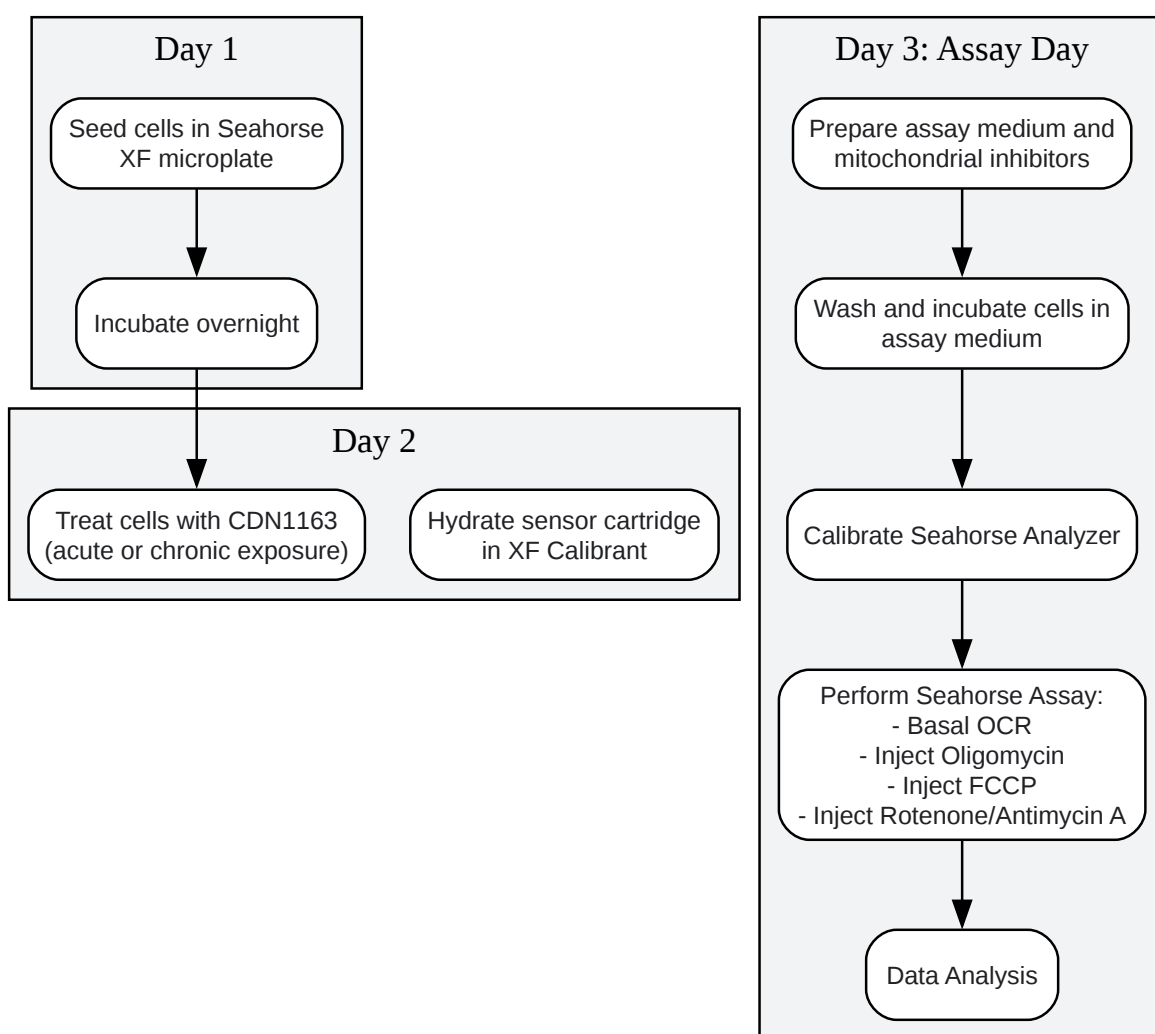 Day 1
Seed cells in Seahorse
XF microplate
Incubate overnight
Day 2
Treat cells with CDN1163
(acute or chronic exposure)
Hydrate sensor cartridge
in XF Calibrant
Day 3: Assay Day
Prepare assay medium and
mitochondrial inhibitors
Wash and incubate cells in
assay medium
Calibrate Seahorse Analyzer
Perform Seahorse Assay:
- Basal OCR
- Inject Oligomycin
- Inject FCCP
- Inject Rotenone/Antimycin A
Data Analysis